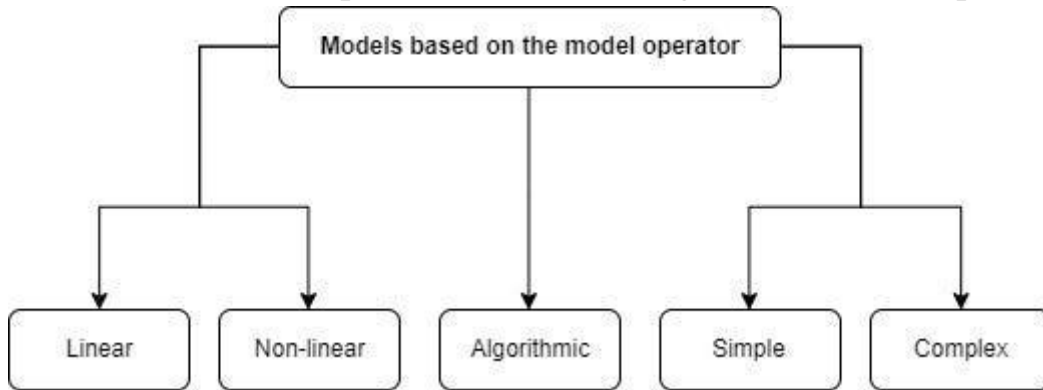 Models based on the model operator
Linear
Non-linear
Algorithmic
Simple
Complex